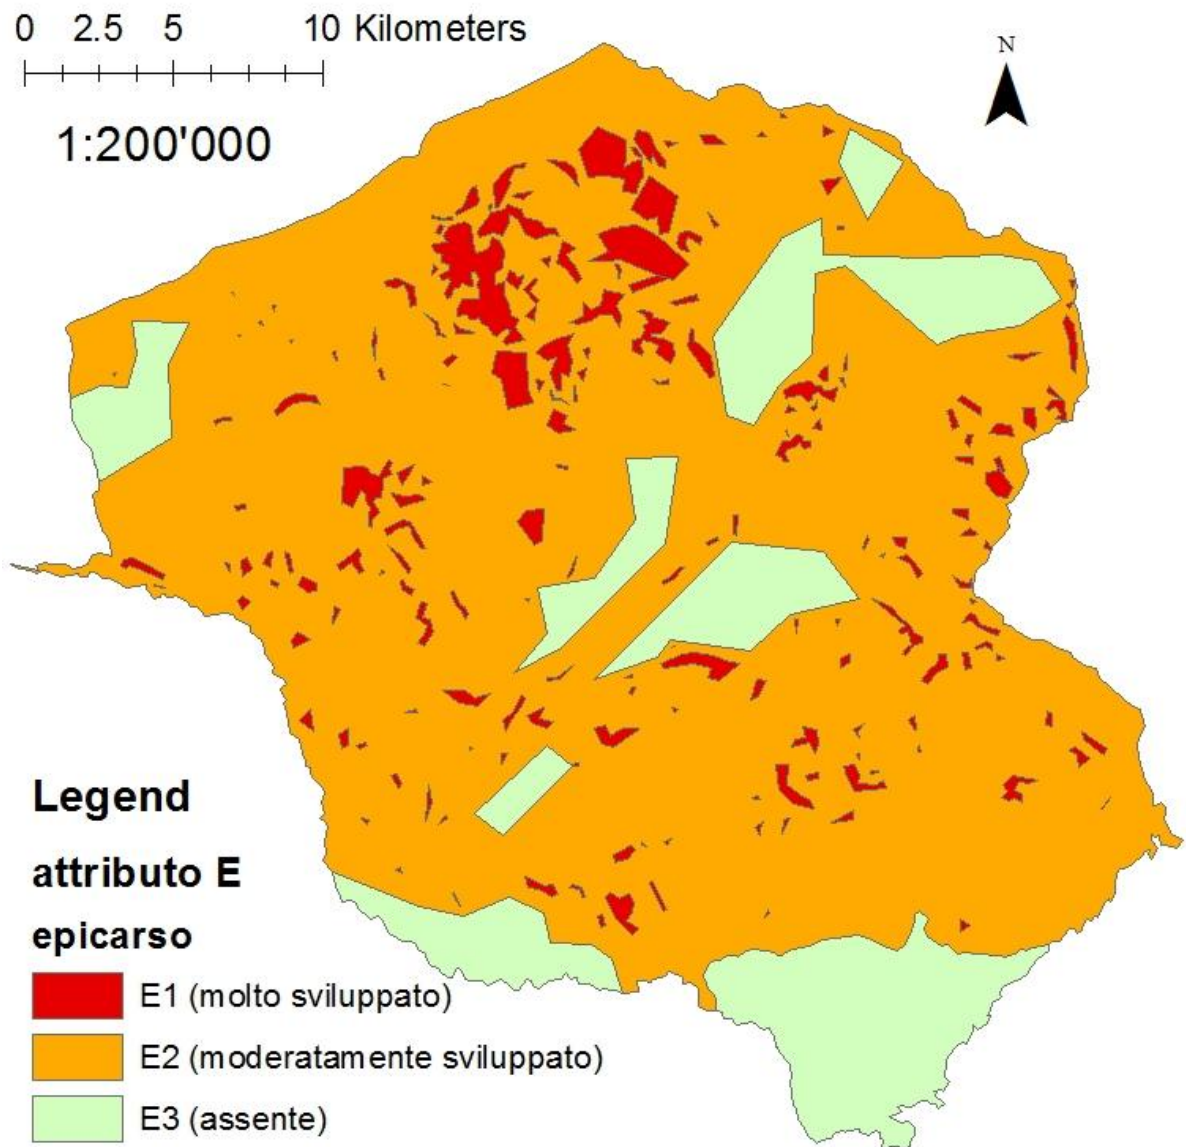 0 2.5 5 10 Kilometers
N
1:200'000
Legend
attributo E
epicarso
E1 (molto sviluppato)
E2 (moderatamente sviluppato)
E3 (assente)